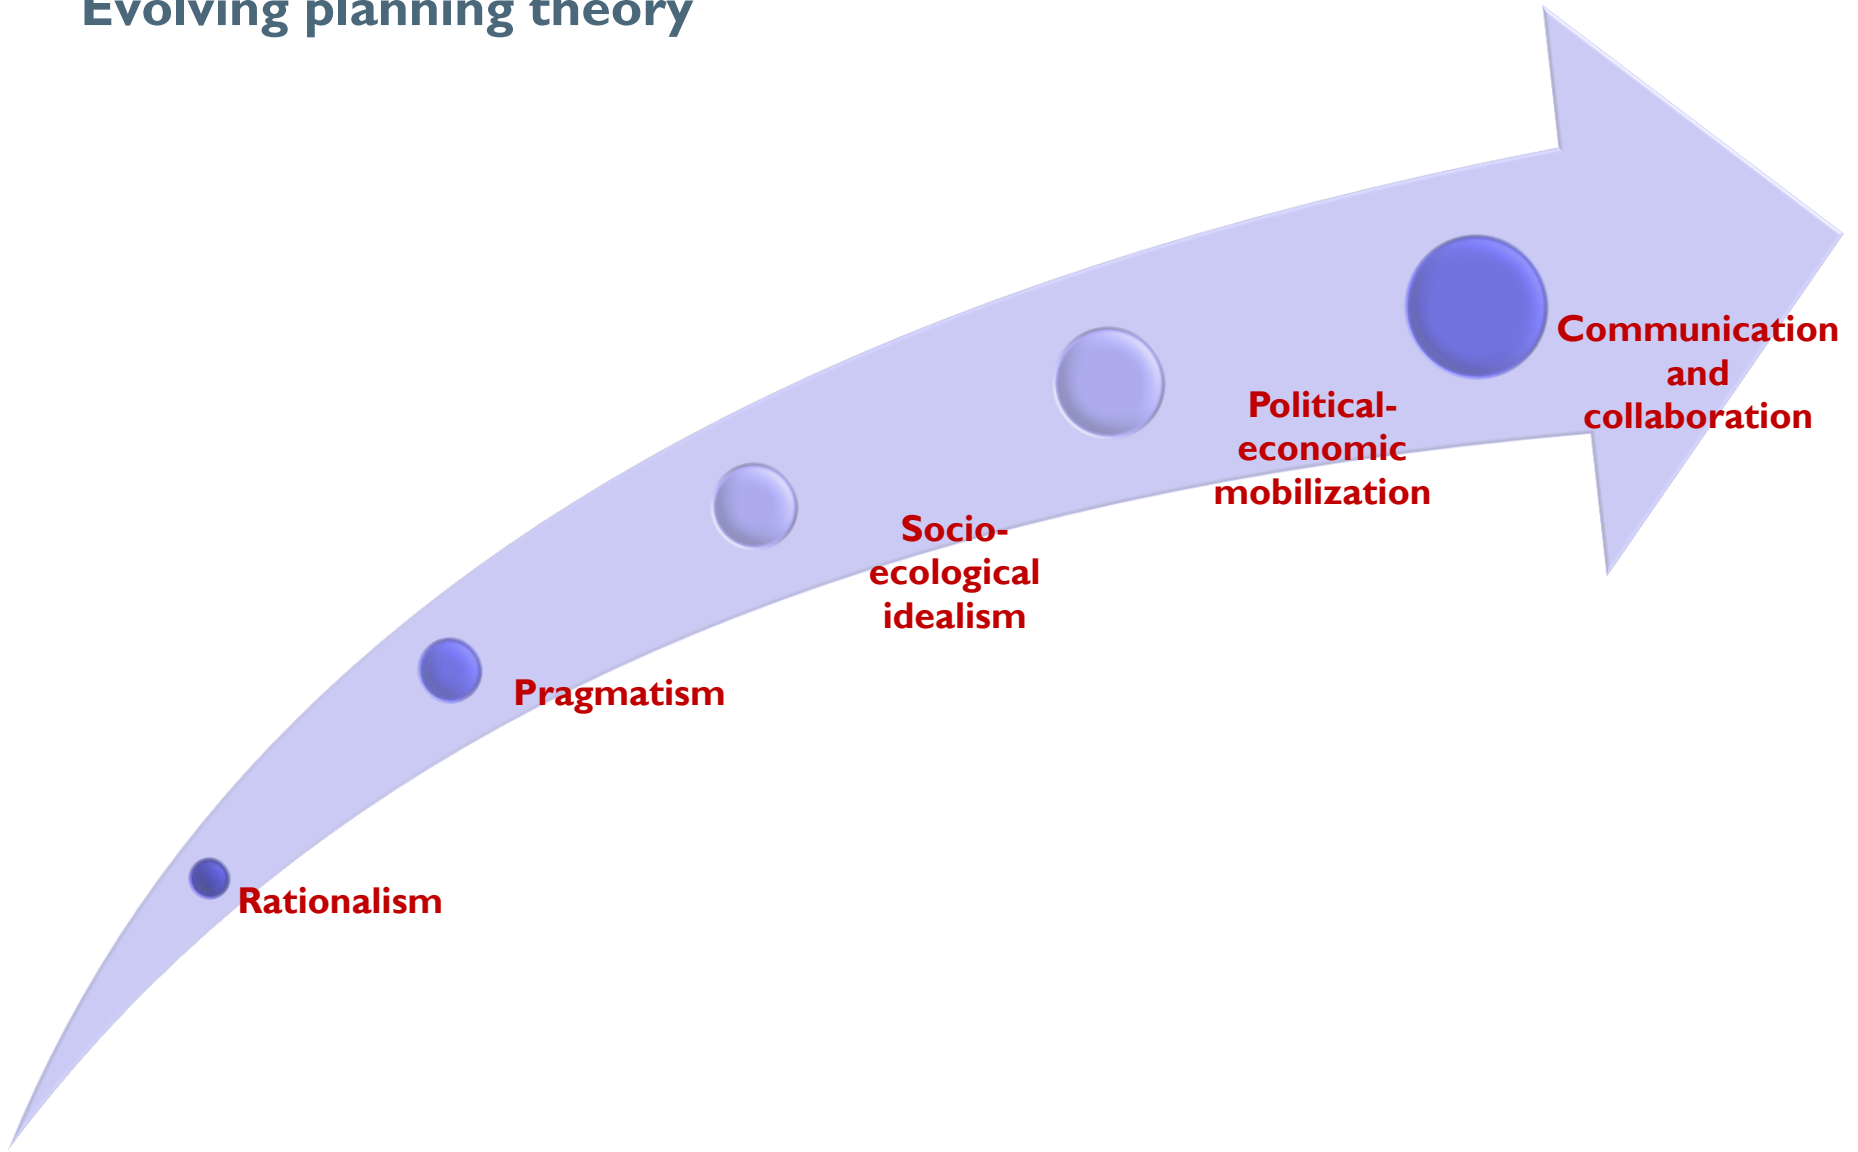 Evolving planning theory
Communication
and
collaboration
Political-
economic
mobilization
Socio-
ecological
idealism
Pragmatism
Rationalism